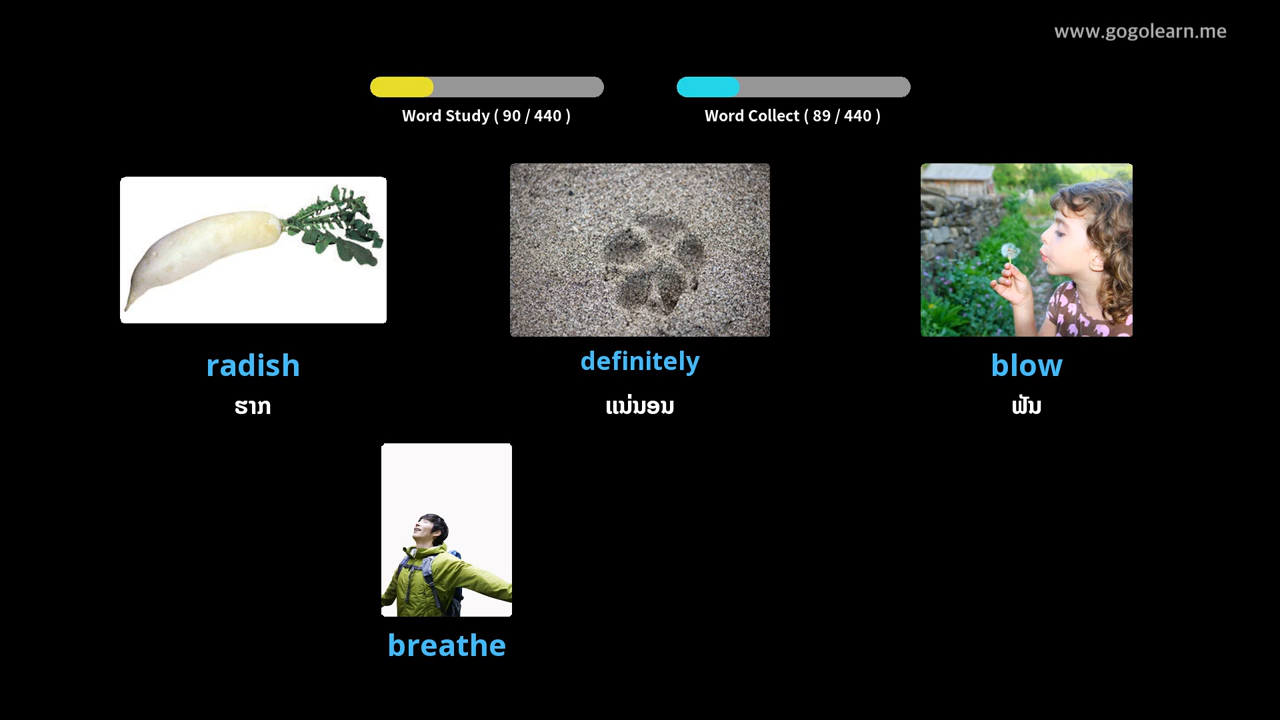 www.gogolearn.me
Word Study ( 90 / 440 )
Word Collect ( 89 / 440 )
radish
definitely
blow
ຮາກ
ແນ່ນອນ
ຟັນ
breathe